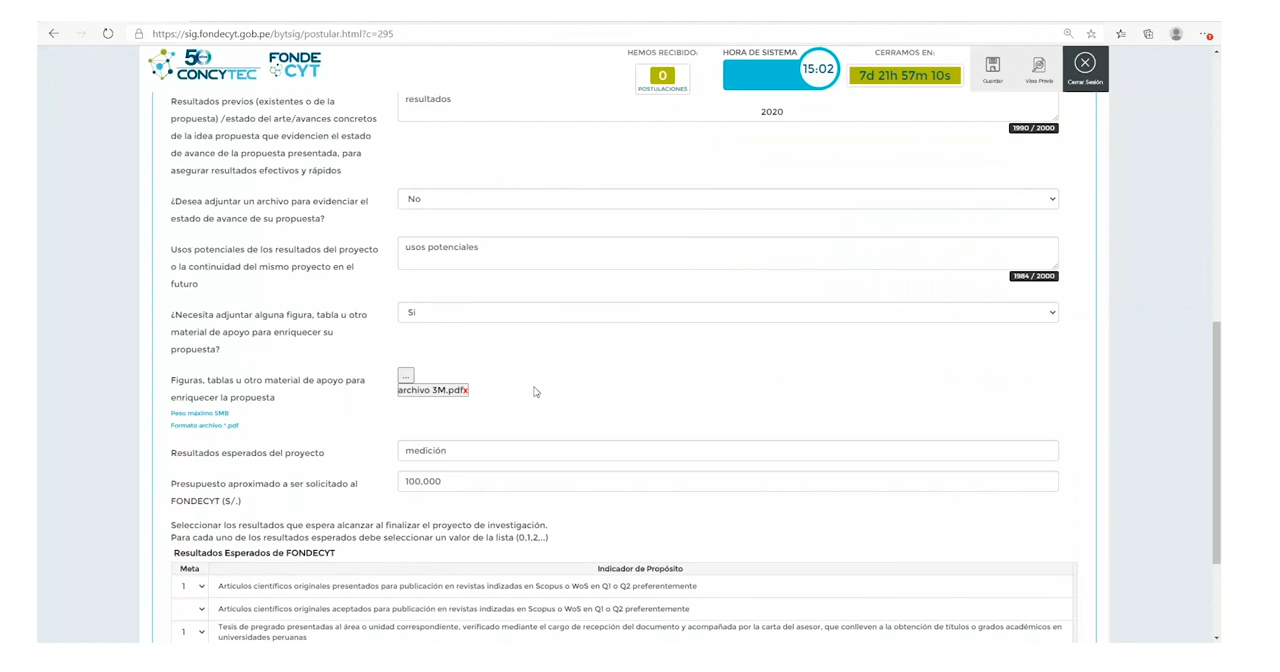 https://sig.fondecyt.gob.pe/bytsig/postular.html?c=295
50
CONCYTEC
FONDE
CYT
HEMOS RECIBIDO:
0
POSTULACIONES
HORA DE SISTEMA
15:02
CERRAMOS EN:
7d 21h 57m 10s
Guardar
Vista Previa
Cerrar Sesión
Resultados previos (existentes o de la
propuesta) /estado del arte/avances concretos
de la idea propuesta que evidencien el estado
de avance de la propuesta presentada, para
asegurar resultados efectivos y rápidos
resultados
2020
1990 / 2000
¿Desea adjuntar un archivo para evidenciar el
estado de avance de su propuesta?
No
Usos potenciales de los resultados del proyecto
o la continuidad del mismo proyecto en el
futuro
usos potenciales
1984 / 2000
¿Necesita adjuntar alguna figura, tabla u otro
material de apoyo para enriquecer su
propuesta?
Si
Figuras, tablas u otro material de apoyo para
enriquecer la propuesta
Peso máximo 5MB
Formato archivo *.pdf
...
archivo 3M.pdfx
Resultados esperados del proyecto
medición
Presupuesto aproximado a ser solicitado al
FONDECYT (S/.)
100,000
Seleccionar los resultados que espera alcanzar al finalizar el proyecto de investigación.
Para cada uno de los resultados esperados debe seleccionar un valor de la lista (0,1,2,...)
Resultados Esperados de FONDECYT
Meta Indicador de Propósito
1 Artículos científicos originales presentados para publicación en revistas indizadas en Scopus o WoS en Q1 o Q2 preferentemente
Artículos científicos originales aceptados para publicación en revistas indizadas en Scopus o WoS en Q1 o Q2 preferentemente
1 Tesis de pregrado presentadas al área o unidad correspondiente, verificado mediante el cargo de recepción del documento y acompañada por la carta del asesor, que conlleven a la obtención de títulos o grados académicos en
universidades peruanas